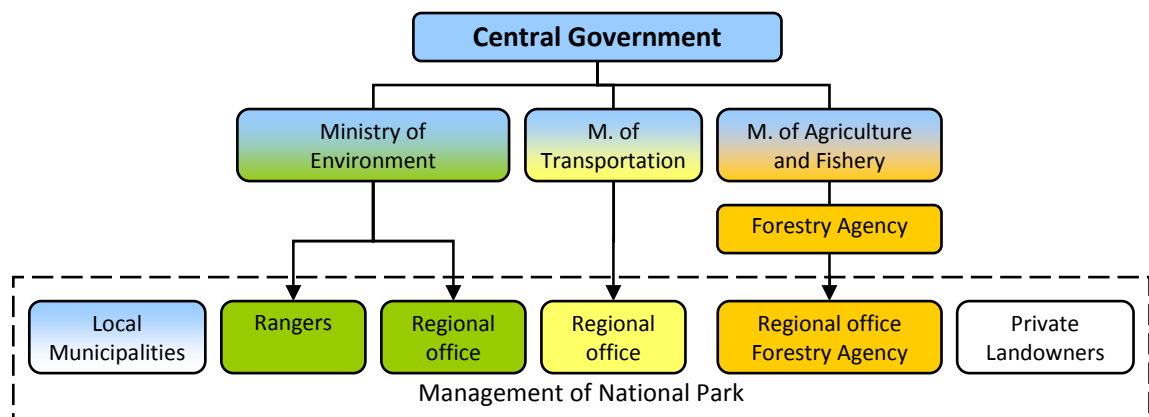 Central Government
Ministry of
Environment
M. of
Transportation
M. of Agriculture
and Fishery
Forestry Agency
Local
Municipalities
Rangers
Regional
office
Regional
office
Regional office
Forestry Agency
Private
Landowners
Management of National Park